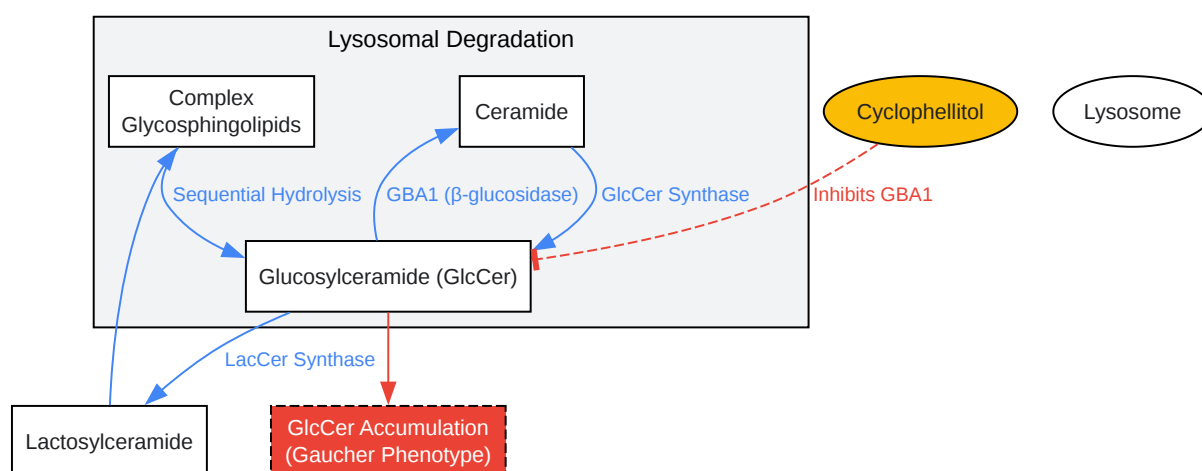 Lysosomal Degradation
Complex
Glycosphingolipids
Ceramide
Cyclophellitol
Lysosome
Sequential Hydrolysis
GBA1 (β-glucosidase)
GlcCer Synthase
Inhibits GBA1
Glucosylceramide (GlcCer)
LacCer Synthase
Lactosylceramide
GlcCer Accumulation
(Gaucher Phenotype)